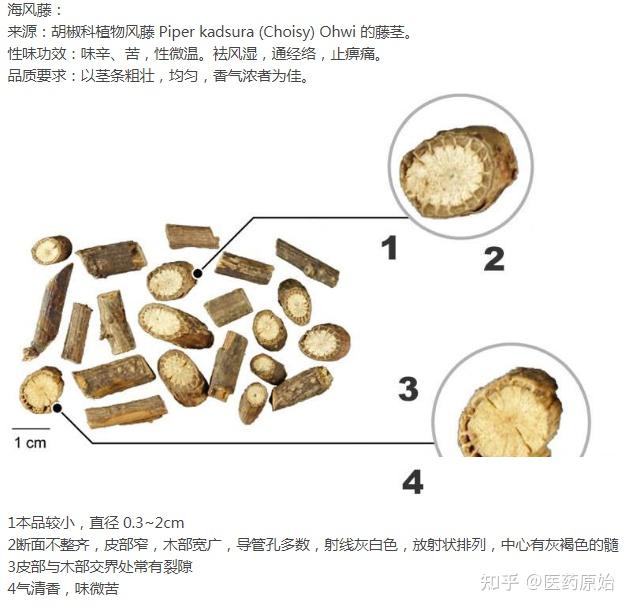 海风藤：
来源：胡椒科植物风藤 Piper kadsura (Choisy) Ohwi 的藤茎。
性味功效：味辛、苦，性微温。祛风湿，通经络，止痹痛。
品质要求：以茎条粗壮，均匀，香气浓者为佳。
1
2
3
1 cm
4
1本品较小，直径 0.3~2cm
2断面不整齐，皮部窄，木部宽广，导管孔多数，射线灰白色，放射状排列，中心有灰褐色的髓
3皮部与木部交界处常有裂隙
4气清香，味微苦
知乎 @医药原始